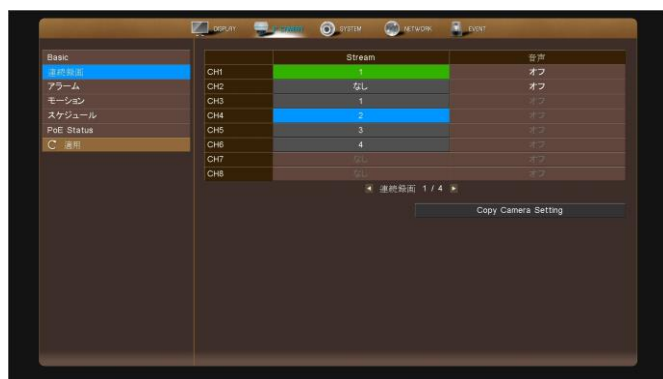 DISPLAY IP CAMERA SYSTEM NETWORK EVENT
Basic
連続録画
アラーム
モーション
スケジュール
PoE Status
適用
Stream 音声
CH1 1 オフ
CH2 なし オフ
CH3 1 オフ
CH4 2 オフ
CH5 3 オフ
CH6 4 オフ
CH7 なし オフ
CH8 なし オフ
連続録画 1 / 4
Copy Camera Setting